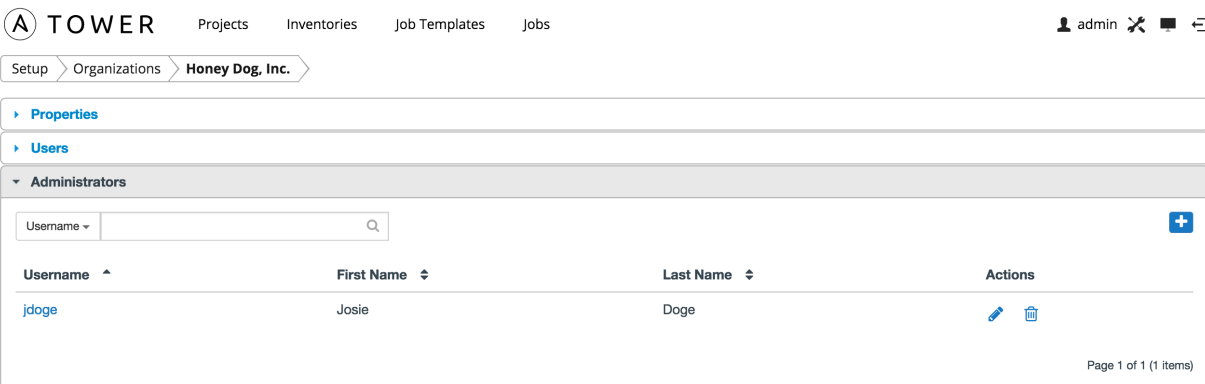 A TOWER Projects Inventories Job Templates Jobs admin
Setup Organizations Honey Dog, Inc.
Properties
Users
Administrators
Username
Username First Name Last Name Actions
jdoge Josie Doge
Page 1 of 1 (1 items)